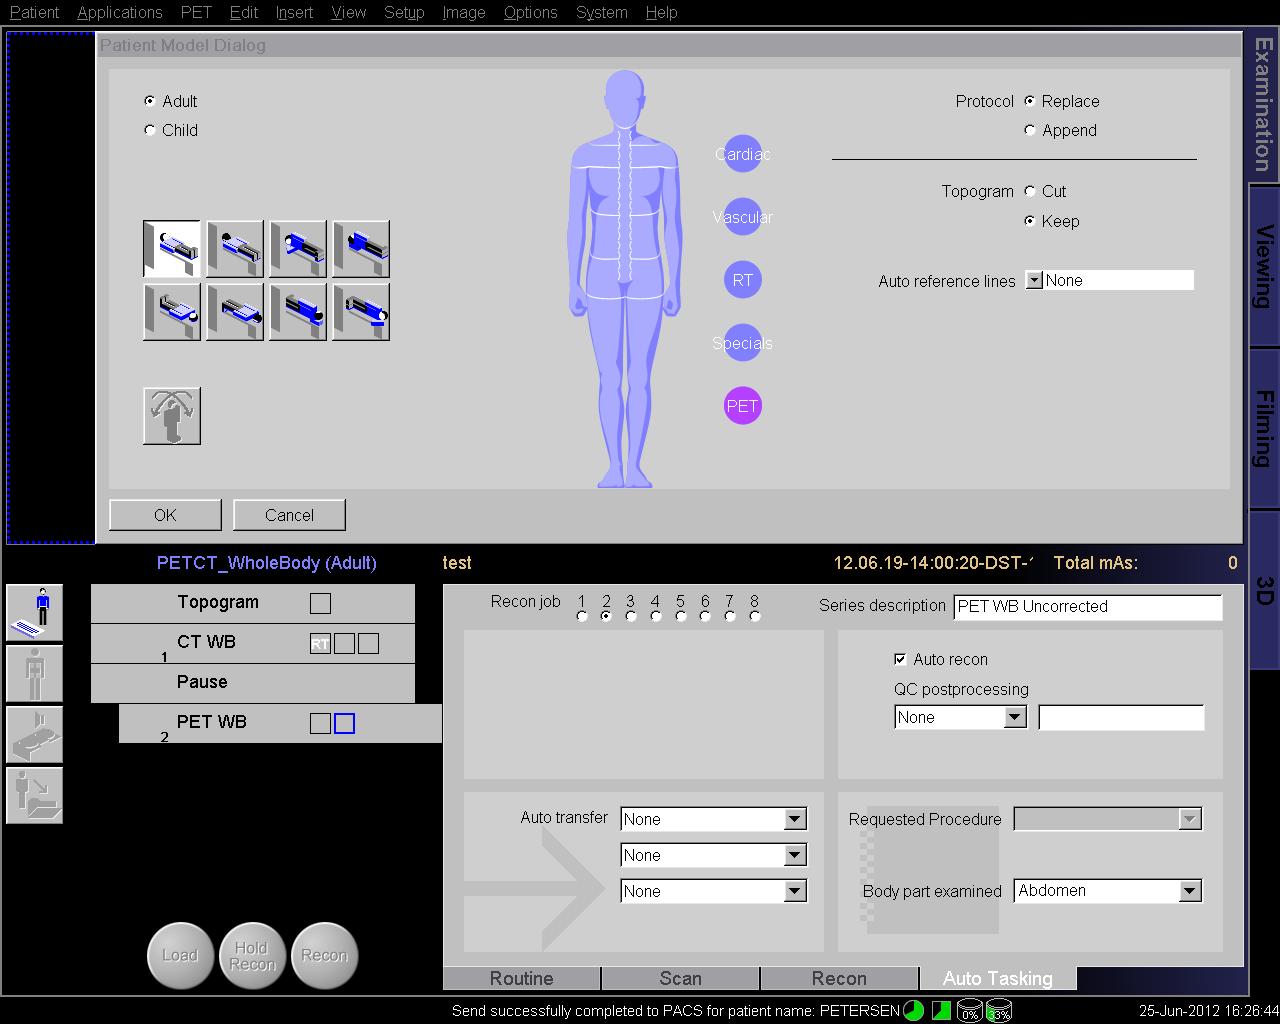 Patient Applications PET Edit Insert View Setup Image Options System Help
Patient Model Dialog
Adult
Child
Cardiac
Vascular
RT
Specials
PET
Protocol Replace
Append
Topogram Cut
Keep
Auto reference lines None
OK Cancel
Examination
Viewing
Filming
3D
PETCT_WholeBody (Adult) test 12.06.19-14:00:20-DST- Total mAs: 0
Topogram
CT WB RT
1
Pause
PET WB
2
Load
Hold
Recon
Recon
Recon job 1 2 3 4 5 6 7 8
Series description PET WB Uncorrected
Auto recon
QC postprocessing
None
Auto transfer None
None
None
Requested Procedure
Body part examined Abdomen
Routine Scan Recon Auto Tasking
Send successfully completed to PACS for patient name: PETERSEN 0% 33% 25-Jun-2012 16:26:44